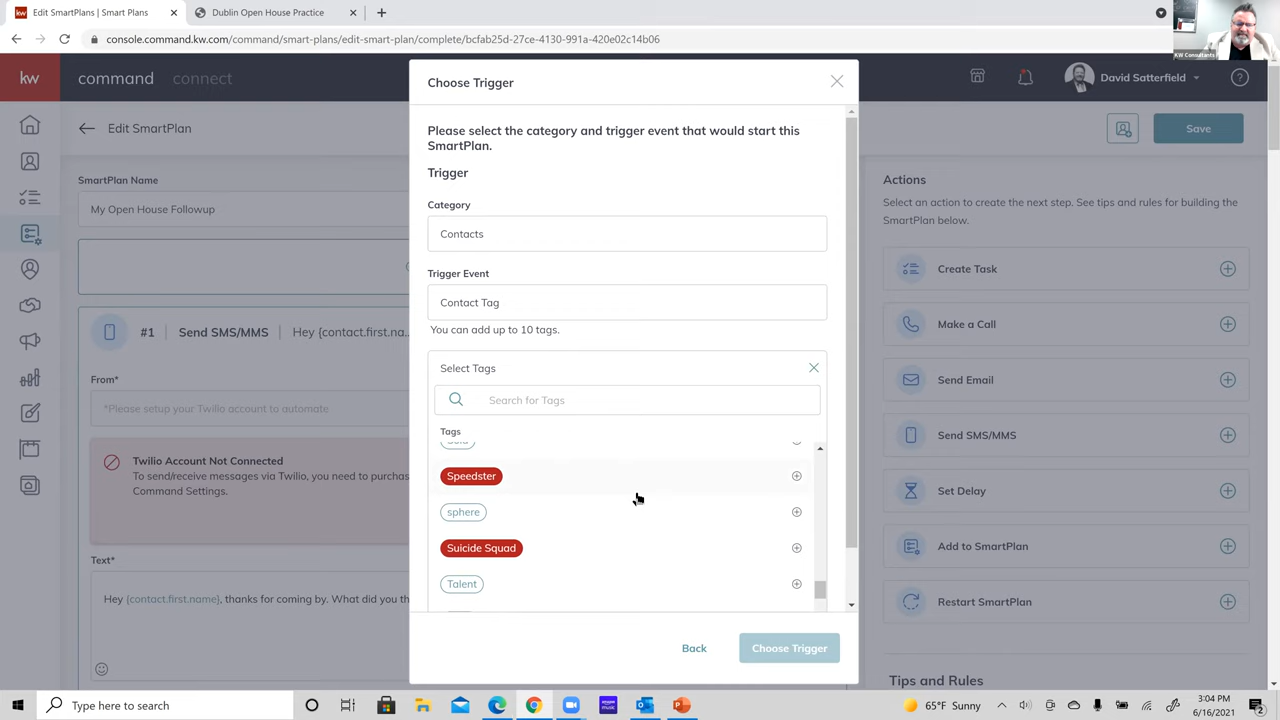 Edit SmartPlans | Smart Plans
Dublin Open House Practice
console.command.kw.com/command/smart-plans/edit-smart-plan/complete/bcfab25d-27ce-4130-991a-420e02c14b06
kw
command
connect
David Satterfield
Edit SmartPlan
Save
SmartPlan Name
My Open House Followup
#1
Send SMS/MMS
Hey {contact.first.na...
From*
*Please setup your Twilio account to automate
Twilio Account Not Connected
To send/receive messages via Twilio, you need to purchas
Command Settings.
Text*
Hey {contact.first.name}, thanks for coming by. What did you th
Choose Trigger
Please select the category and trigger event that would start this
SmartPlan.
Trigger
Category
Contacts
Trigger Event
Contact Tag
You can add up to 10 tags.
Select Tags
Search for Tags
Tags
Speedster
sphere
Suicide Squad
Talent
Back
Choose Trigger
Actions
Select an action to create the next step. See tips and rules for building the
SmartPlan below.
Create Task
Make a Call
Send Email
Send SMS/MMS
Set Delay
Add to SmartPlan
Restart SmartPlan
Tips and Rules
KW Consultants
Type here to search
65°F Sunny
3:04 PM
6/16/2021
2